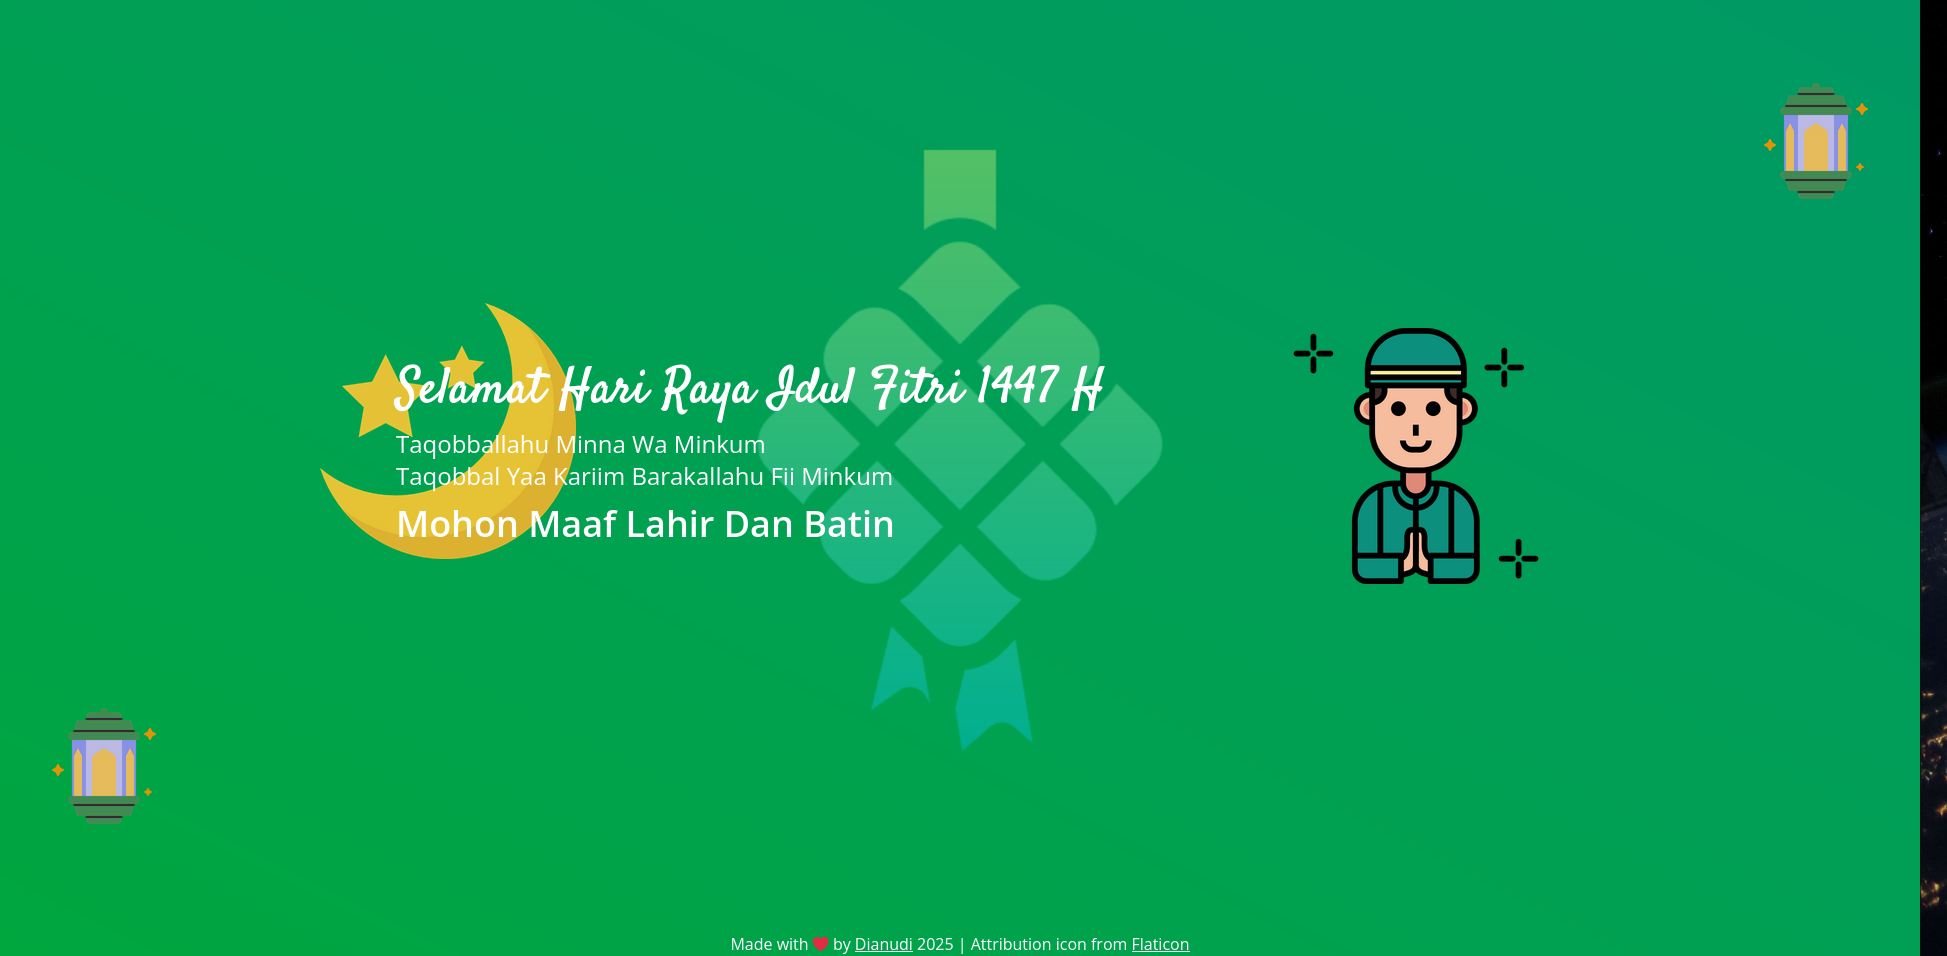 Selamat Hari Raya Idul Fitri 1447 H
Taqobballahu Minna Wa Minkum
Taqobbal Yaa Kariim Barakallahu Fii Minkum
Mohon Maaf Lahir Dan Batin
Made with ❤ by Dianudi 2025 | Attribution icon from Flaticon